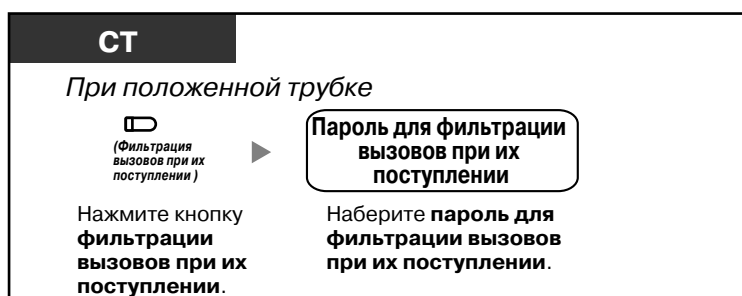 СТ
При положенной трубке
(Фильтрация
вызовов при их
поступлении )
Пароль для фильтрации
вызовов при их
поступлении
Нажмите кнопку
фильтрации
вызовов при их
поступлении.
Наберите пароль для
фильтрации вызовов
при их поступлении.